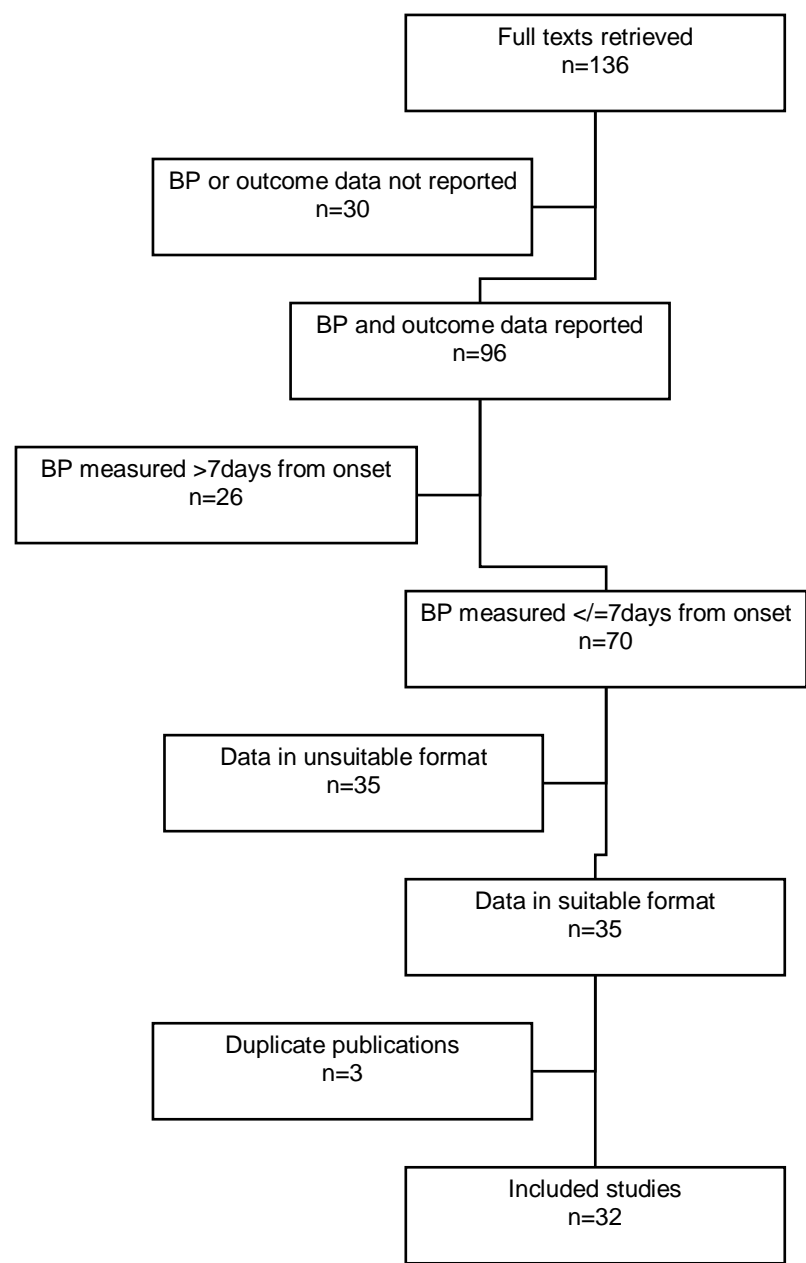 Full texts retrieved
n=136
BP or outcome data not reported
n=30
BP and outcome data reported
n=96
BP measured >7days from onset
n=26
BP measured </=7days from onset
n=70
Data in unsuitable format
n=35
Data in suitable format
n=35
Duplicate publications
n=3
Included studies
n=32